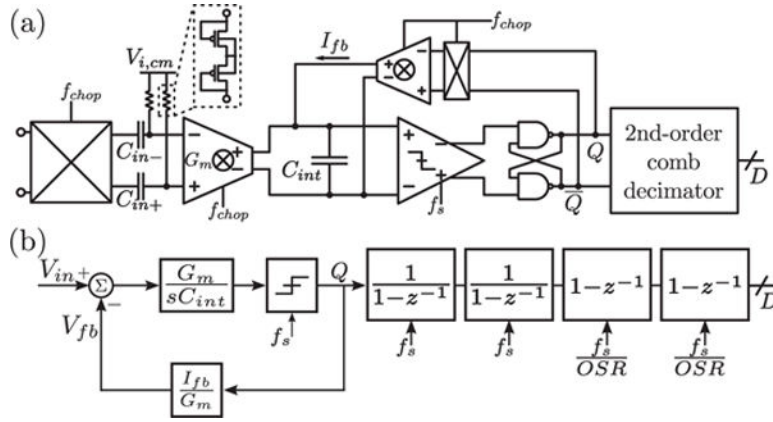 (a)
f_chop
I_fb
V_i,cm
f_chop
C_in-
C_in+
G_m
f_chop
C_int
f_s
Q
Q̅
2nd-order
comb
decimator
D
(b)
V_in + Σ −
V_fb
G_m
sC_int
f_s
Q
1
1−z⁻¹
1
1−z⁻¹
1−z⁻¹
1−z⁻¹
D
f_s
f_s
f_s
OSR
f_s
OSR
I_fb
G_m